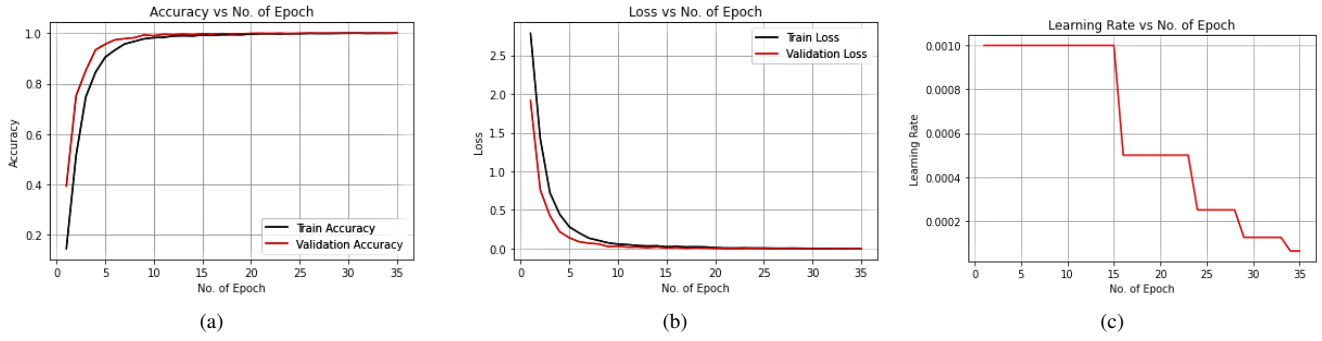 Accuracy vs No. of Epoch
1.0
0.8
0.6
0.4
0.2
Accuracy
Train Accuracy
Validation Accuracy
0 5 10 15 20 25 30 35
No. of Epoch
(a)
Loss vs No. of Epoch
2.5
2.0
1.5
1.0
0.5
0.0
Loss
Train Loss
Validation Loss
0 5 10 15 20 25 30 35
No. of Epoch
(b)
Learning Rate vs No. of Epoch
0.0010
0.0008
0.0006
0.0004
0.0002
Learning Rate
0 5 10 15 20 25 30 35
No. of Epoch
(c)